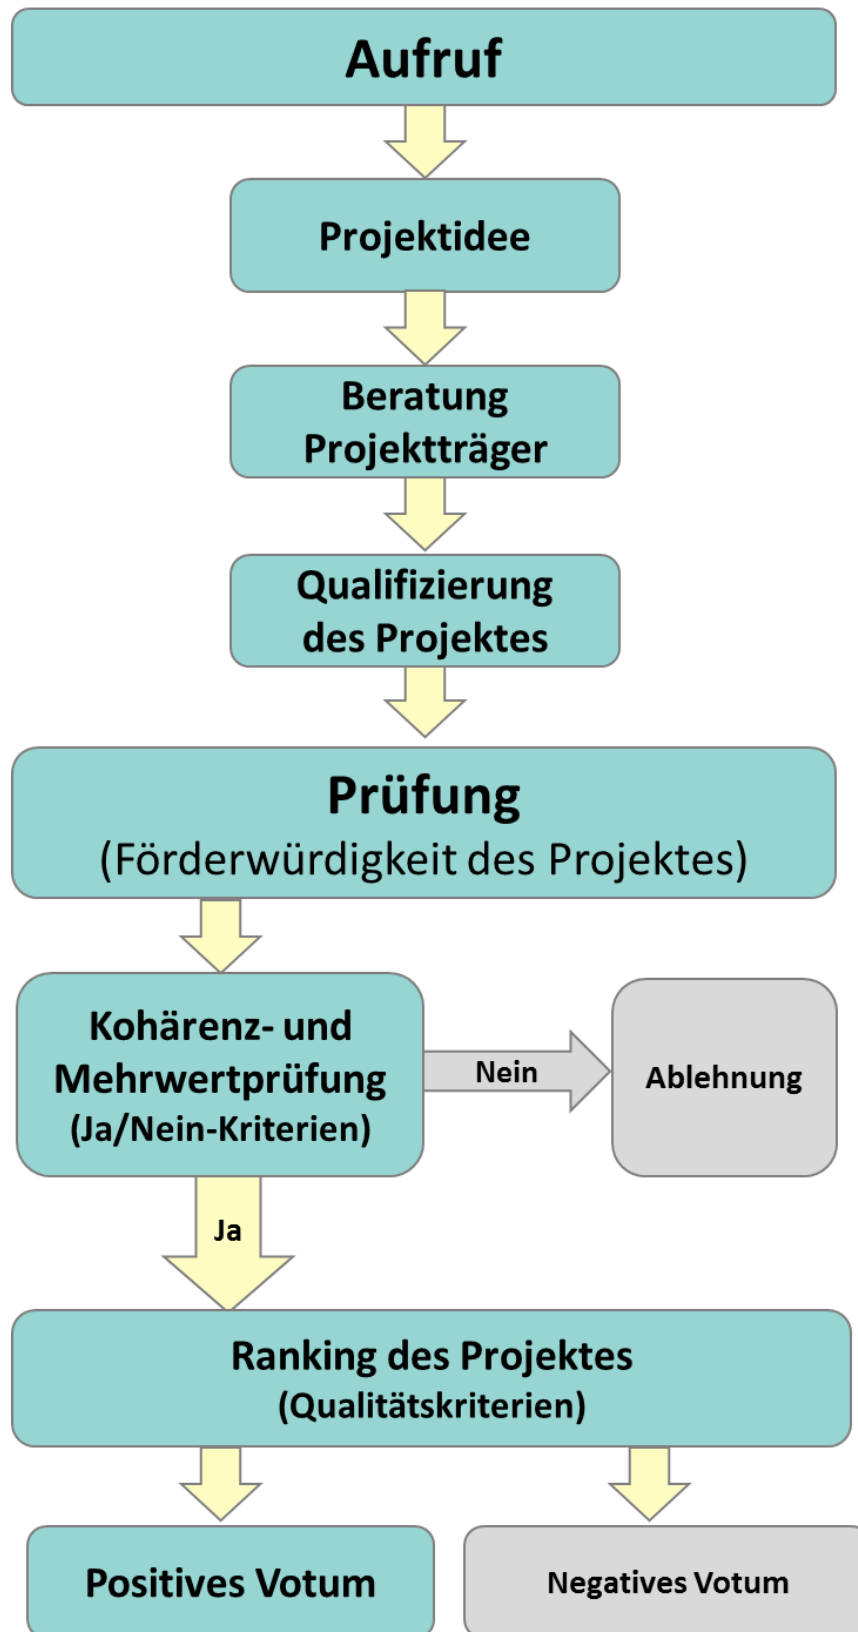 Aufruf
Projektidee
Beratung
Projektträger
Qualifizierung
des Projektes
Prüfung
(Förderwürdigkeit des Projektes)
Kohärenz- und
Mehrwertprüfung
(Ja/Nein-Kriterien)
Nein
Ablehnung
Ja
Ranking des Projektes
(Qualitätskriterien)
Positives Votum
Negatives Votum